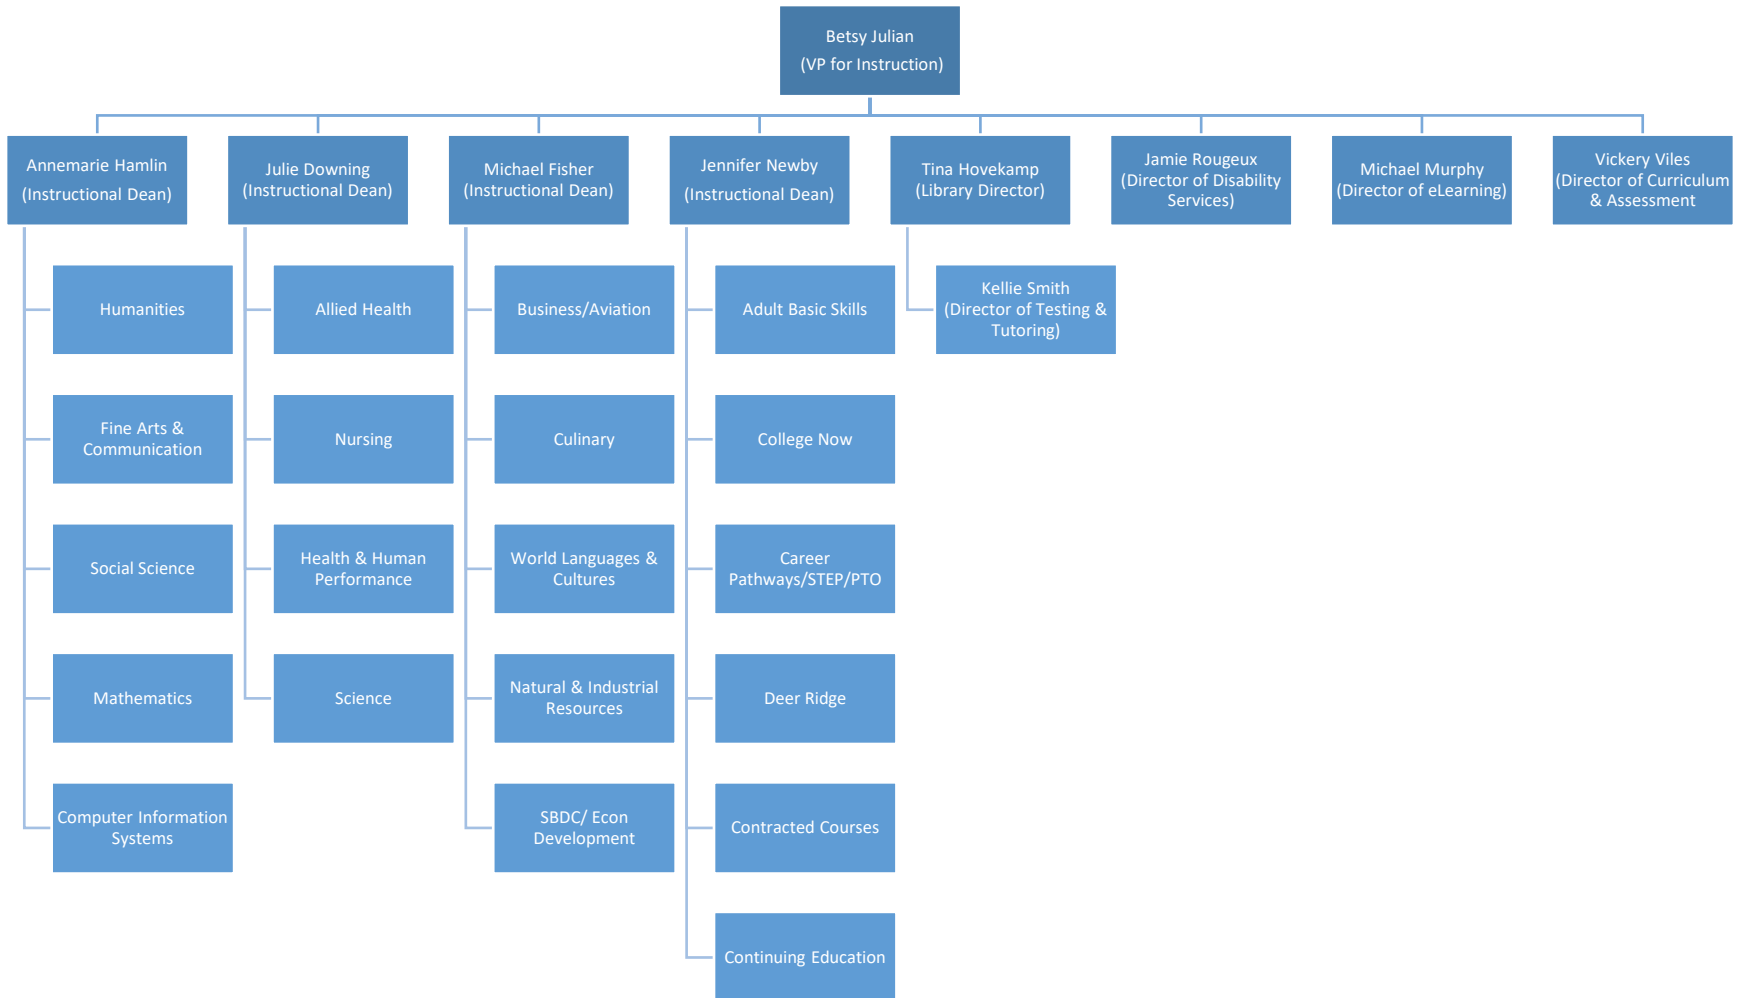 Betsy Julian
(VP for Instruction)
Annemarie Hamlin
(Instructional Dean)
Julie Downing
(Instructional Dean)
Michael Fisher
(Instructional Dean)
Jennifer Newby
(Instructional Dean)
Tina Hovekamp
(Library Director)
Jamie Rougeux
(Director of Disability
Services)
Michael Murphy
(Director of eLearning)
Vickery Viles
(Director of Curriculum
& Assessment
Humanities
Fine Arts &
Communication
Social Science
Mathematics
Computer Information
Systems
Allied Health
Nursing
Health & Human
Performance
Science
Business/Aviation
Culinary
World Languages &
Cultures
Natural & Industrial
Resources
SBDC/ Econ
Development
Adult Basic Skills
College Now
Career
Pathways/STEP/PTO
Deer Ridge
Contracted Courses
Continuing Education
Kellie Smith
(Director of Testing &
Tutoring)